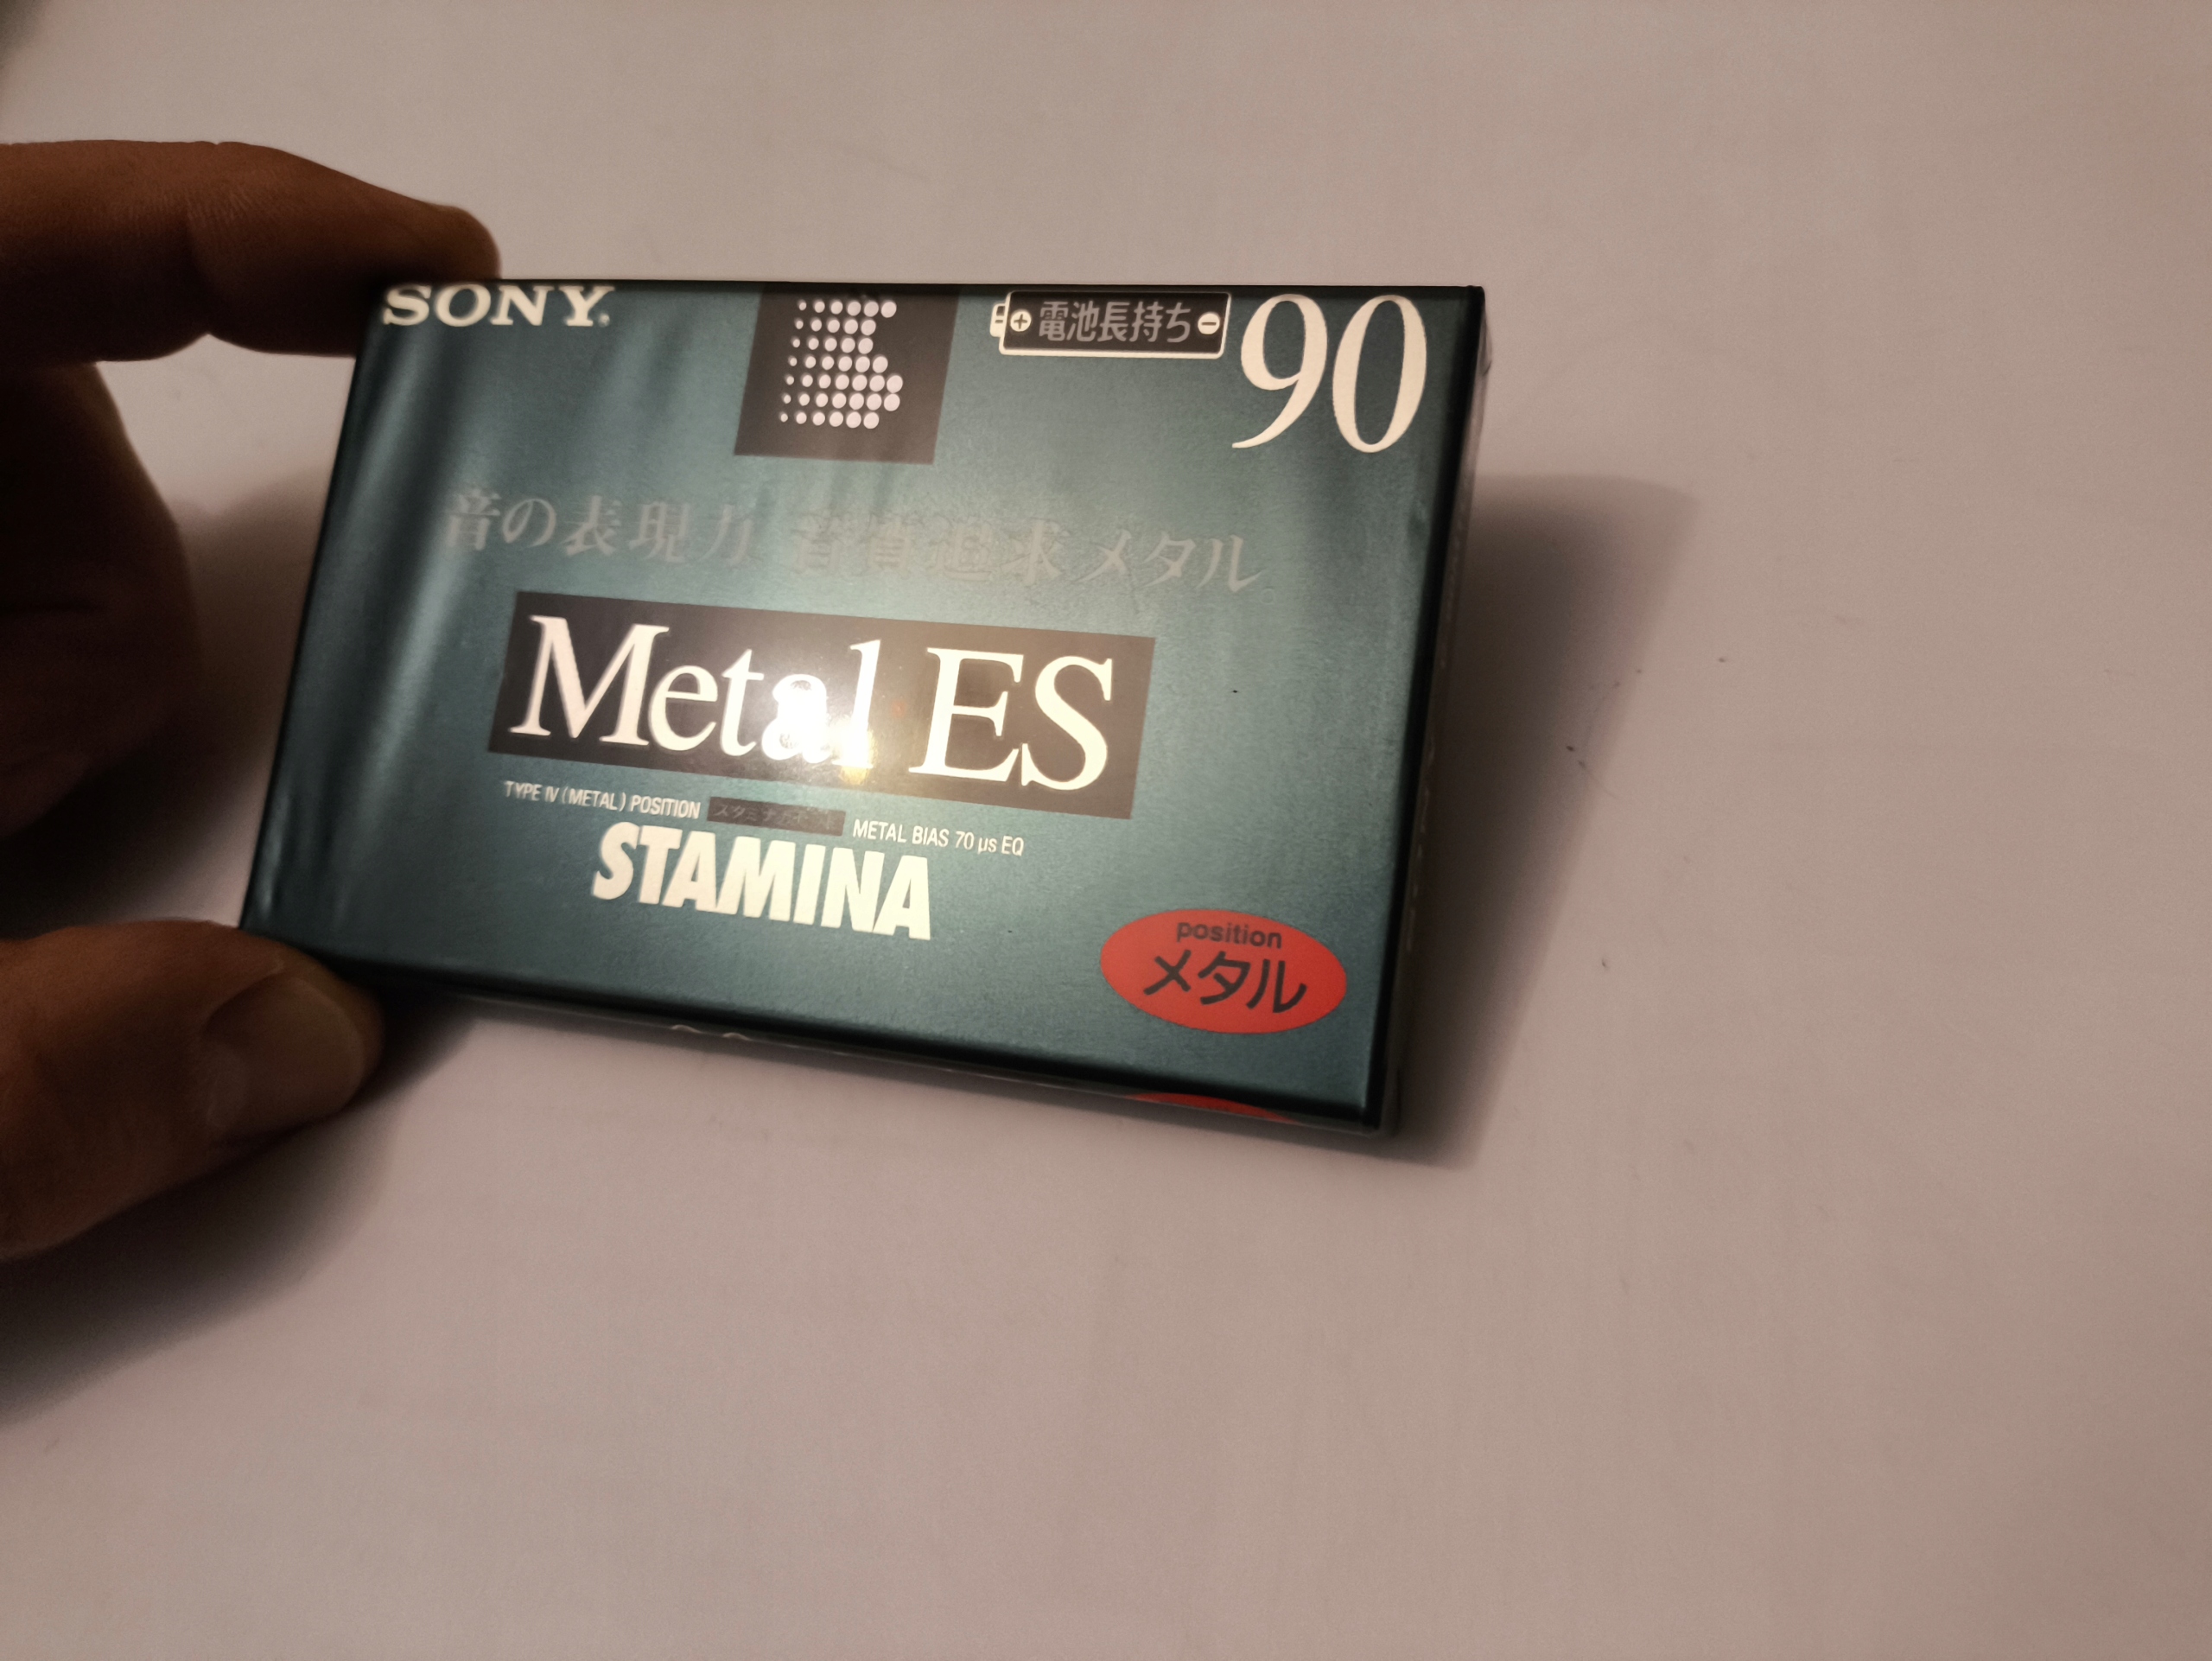 SONY®
電池長持ち
90
音の表現力 音質追求メタル
Metal ES
TYPE IV (METAL) POSITION
METAL BIAS 70 μs EQ
STAMINA
position
メタル